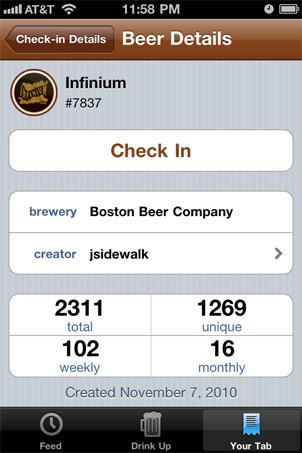 AT&T 11:58 PM
Check-in Details Beer Details
Infinium
#7837
Check In
brewery Boston Beer Company
creator jsidewalk
2311 1269
total unique
102 16
weekly monthly
Created November 7, 2010
Feed Drink Up Your Tab